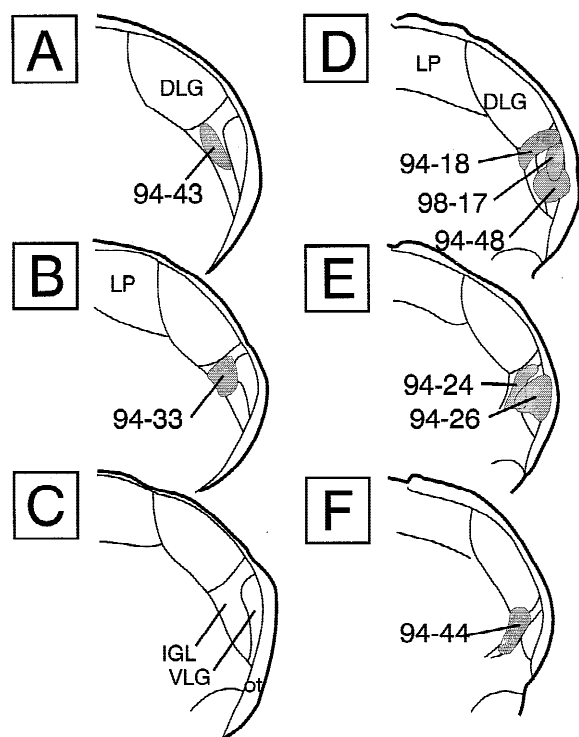 A
DLG
94-43
B
LP
94-33
C
IGL
VLG
ot
D
LP
DLG
94-18
98-17
94-48
E
94-24
94-26
F
94-44